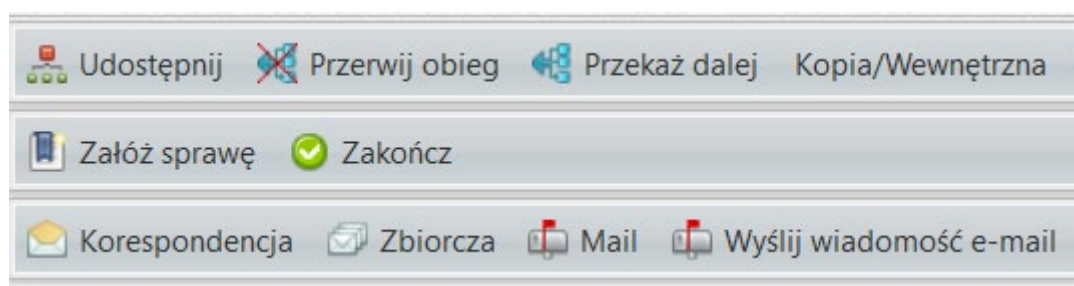 Udostępnij Przerwij obieg Przekaż dalej Kopia/Wewnętrzna
Załóż sprawę Zakończ
Korespondencja Zbiorcza Mail Wyślij wiadomość e-mail